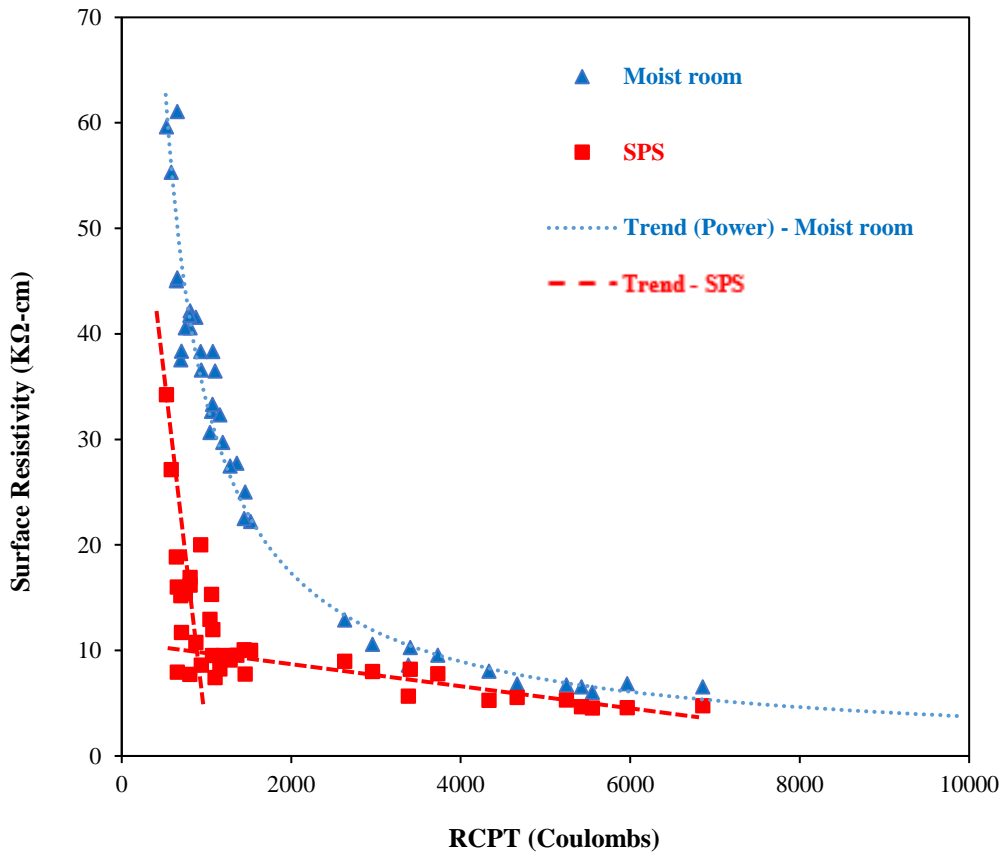 70
60
50
40
30
20
10
0
0 2000 4000 6000 8000 10000
Surface Resistivity (KΩ-cm)
RCPT (Coulombs)
Moist room
SPS
Trend (Power) - Moist room
Trend - SPS